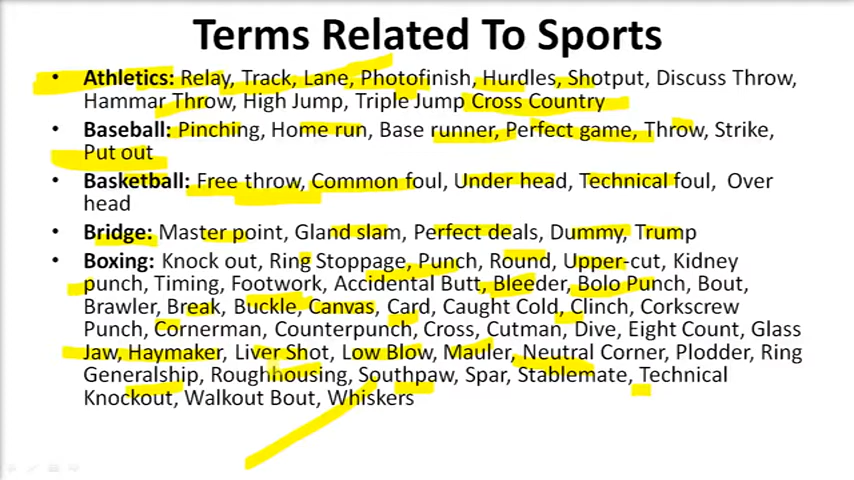 Terms Related To Sports
• Athletics: Relay, Track, Lane, Photofinish, Hurdles, Shotput, Discuss Throw,
Hammar Throw, High Jump, Triple Jump Cross Country
• Baseball: Pinching, Home run, Base runner, Perfect game, Throw, Strike,
Put out
• Basketball: Free throw, Common foul, Under head, Technical foul, Over
head
• Bridge: Master point, Gland slam, Perfect deals, Dummy, Trump
• Boxing: Knock out, Ring Stoppage, Punch, Round, Upper-cut, Kidney
punch, Timing, Footwork, Accidental Butt, Bleeder, Bolo Punch, Bout,
Brawler, Break, Buckle, Canvas, Card, Caught Cold, Clinch, Corkscrew
Punch, Cornerman, Counterpunch, Cross, Cutman, Dive, Eight Count, Glass
Jaw, Haymaker, Liver Shot, Low Blow, Mauler, Neutral Corner, Plodder, Ring
Generalship, Roughhousing, Southpaw, Spar, Stablemate, Technical
Knockout, Walkout Bout, Whiskers